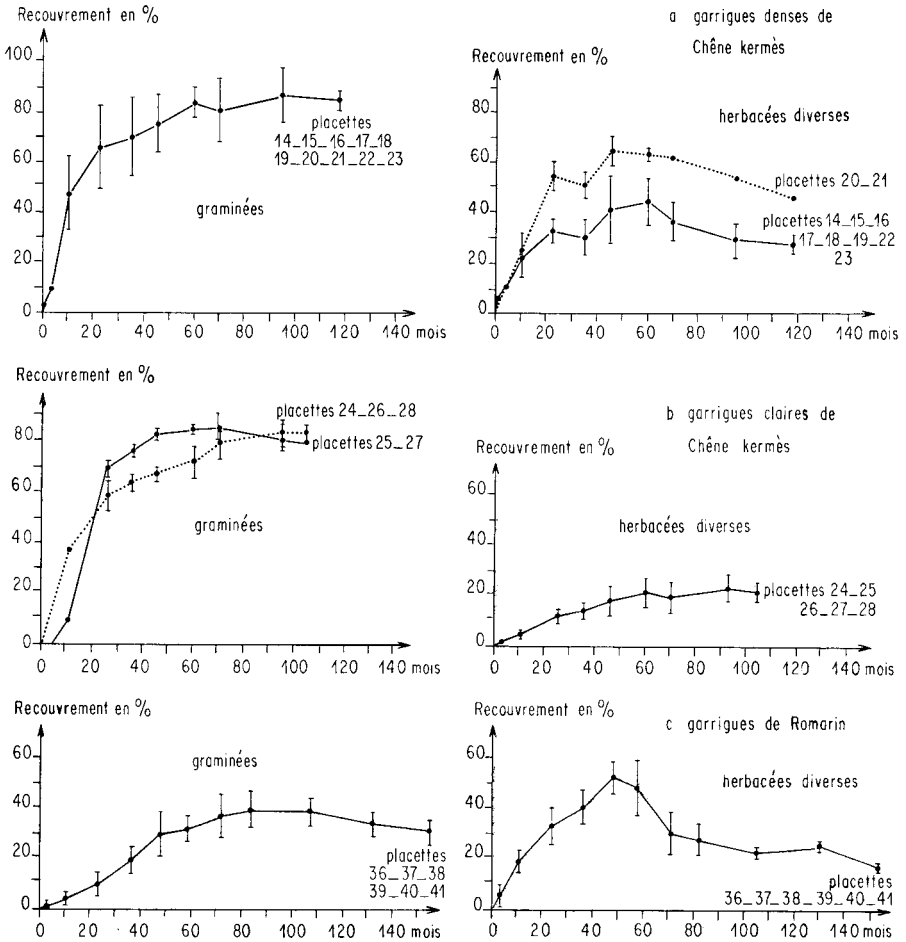 Recouvrement en %
100
80
60
40
20
0
0 20 40 60 80 100 120 mois
graminées
placettes
14_15_16_17_18
19_20_21_22_23
a garrigues denses de
Chêne kermès
Recouvrement en %
60
40
20
0
0 20 40 60 80 100 120 140 mois
herbacées diverses
placettes 20_21
placettes 14_15_16
17_18_19_22
23
Recouvrement en %
80
60
40
20
0
0 20 40 60 80 100 120 140 mois
graminées
placettes 24_26_28
placettes 25_27
b garrigues claires de
Chêne kermès
Recouvrement en %
60
40
20
0
0 20 40 60 80 100 120 140 mois
herbacées diverses
placettes 24_25
26_27_28
Recouvrement en %
60
40
20
0
0 20 40 60 80 100 120 140 mois
graminées
placettes
36_37_38
39_40_41
c garrigues de Romarin
Recouvrement en %
60
40
20
0
0 20 40 60 80 100 120 140 mois
herbacées diverses
placettes
36_37_38_39_40_41